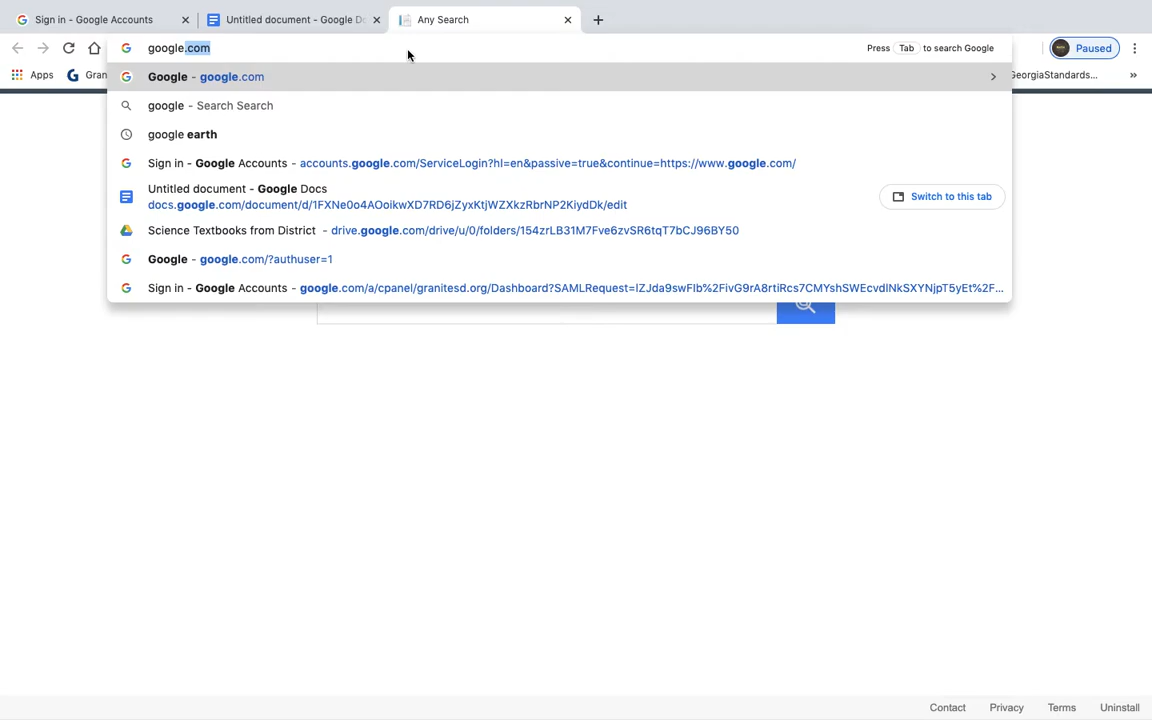 Sign in - Google Accounts
Untitled document - Google D
Any Search
google.com
Press Tab to search Google
Paused
Apps
Gran
GeorgiaStandards...
Google - google.com
google - Search Search
google earth
Sign in - Google Accounts - accounts.google.com/ServiceLogin?hl=en&passive=true&continue=https://www.google.com/
Untitled document - Google Docs
docs.google.com/document/d/1FXNe0o4AOoikwXD7RD6jZyxKtjWZXkzRbrNP2KiydDk/edit
Switch to this tab
Science Textbooks from District - drive.google.com/drive/u/0/folders/154zrLB31M7Fve6zvSR6tqT7bCJ96BY50
Google - google.com/?authuser=1
Sign in - Google Accounts - google.com/a/cpanel/granitesd.org/Dashboard?SAMLRequest=lZJda9swFIb%2FivG9rA8rtiRcs7CMYshSWEcvdlNkSXYNjpT5yEt%2F...
Contact
Privacy
Terms
Uninstall